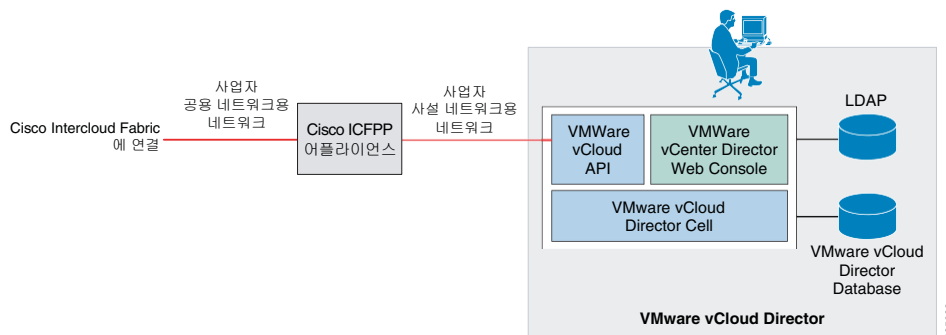 사업자
공용 네트워크용
네트워크
사업자
사설 네트워크용
네트워크
Cisco Intercloud Fabric
에 연결
Cisco ICFPP
어플라이언스
VMWare
vCloud
API
VMWare
vCenter Director
Web Console
LDAP
VMware vCloud
Director Cell
VMware vCloud
Director
Database
VMware vCloud Director